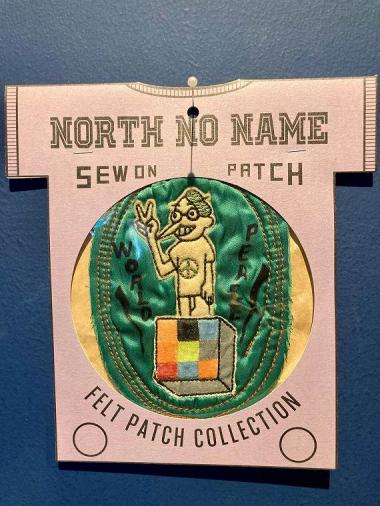 NORTH NO NAME
SEW ON PATCH
WORLD PEACE
FELT PATCH COLLECTION